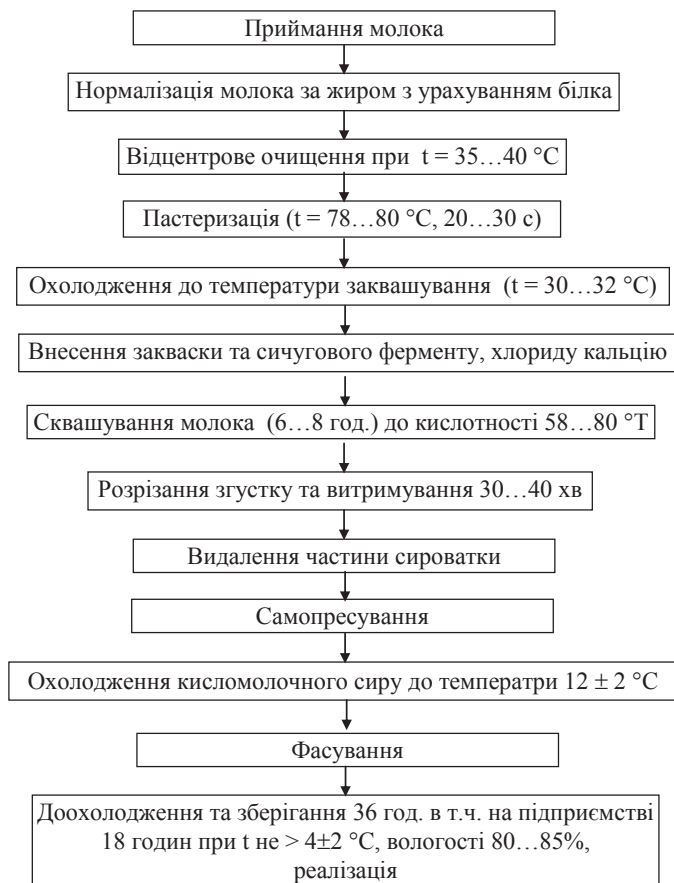 Приймання молока
Нормалізація молока за жиром з урахуванням білка
Відцентрове очищення при t = 35…40 °С
Пастеризація (t = 78…80 °С, 20…30 с)
Охолодження до температури заквашування (t = 30…32 °С)
Внесення закваски та сичугового ферменту, хлориду кальцію
Сквашування молока (6…8 год.) до кислотності 58…80 °Т
Розрізання згустку та витримування 30…40 хв
Видалення частини сироватки
Самопресування
Охолодження кисломолочного сиру до температри 12 ± 2 °С
Фасування
Доохолодження та зберігання 36 год. в т.ч. на підприємстві
18 годин при t не > 4±2 °С, вологості 80…85%,
реалізація